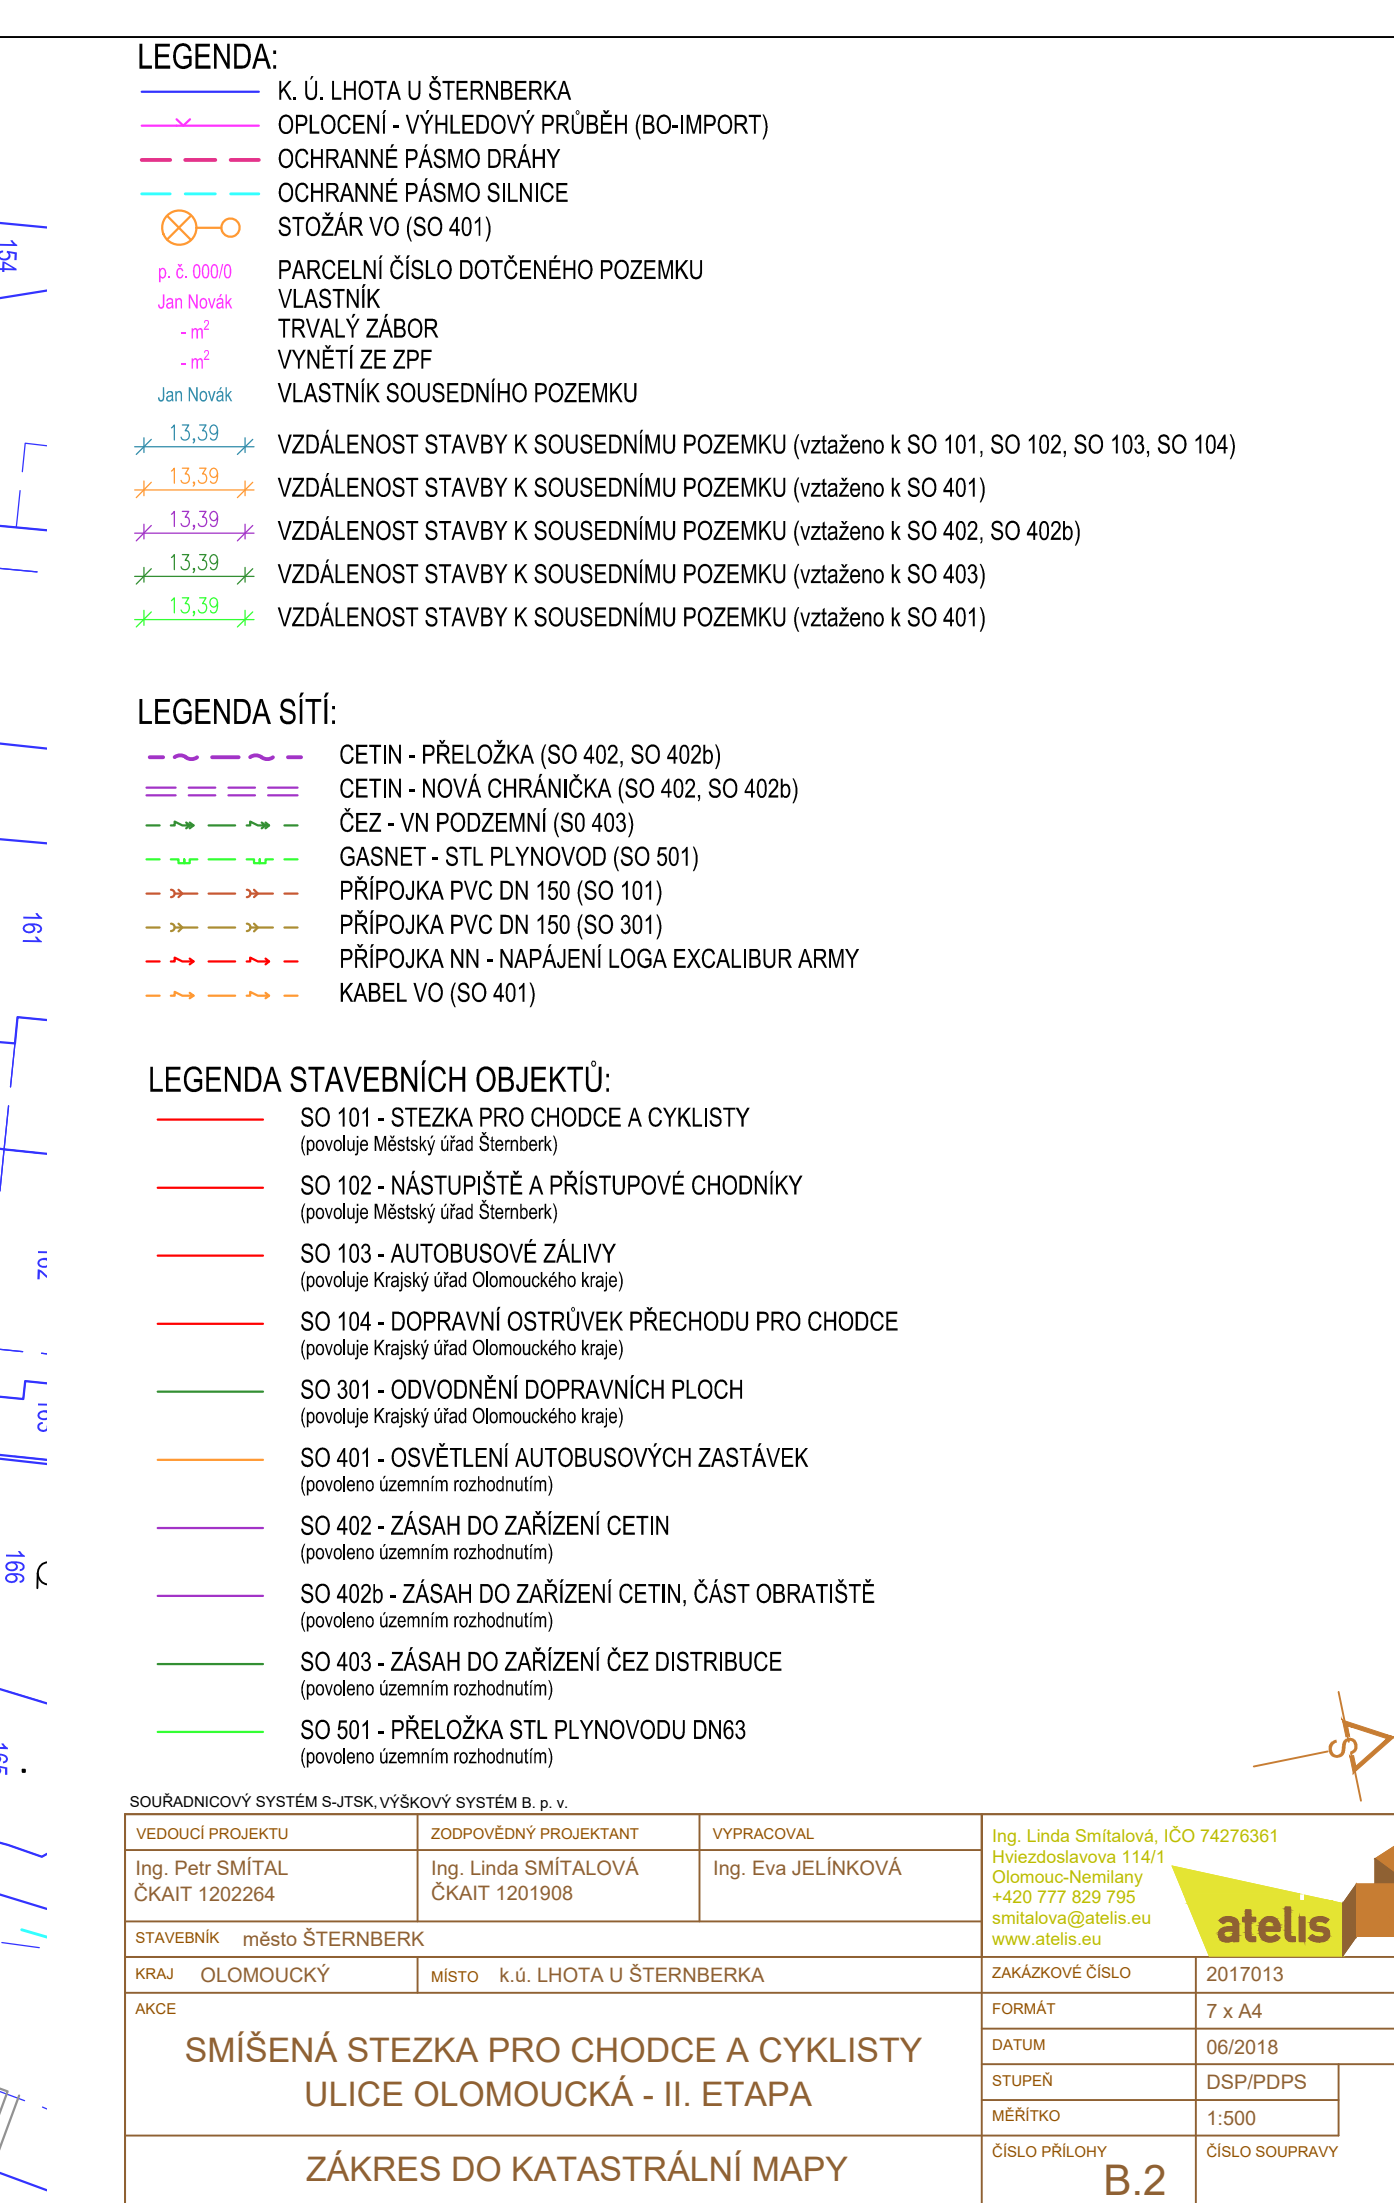 LEGENDA:
K. Ú. LHOTA U ŠTERNBERKA
OPLOCENÍ - VÝHLEDOVÝ PRŮBĚH (BO-IMPORT)
OCHRANNÉ PÁSMO DRÁHY
OCHRANNÉ PÁSMO SILNICE
STOŽÁR VO (SO 401)
p. č. 000/0 PARCELNÍ ČÍSLO DOTČENÉHO POZEMKU
Jan Novák VLASTNÍK
- m² TRVALÝ ZÁBOR
- m² VYNĚTÍ ZE ZPF
Jan Novák VLASTNÍK SOUSEDNÍHO POZEMKU
13,39 VZDÁLENOST STAVBY K SOUSEDNÍMU POZEMKU (vztaženo k SO 101, SO 102, SO 103, SO 104)
13,39 VZDÁLENOST STAVBY K SOUSEDNÍMU POZEMKU (vztaženo k SO 401)
13,39 VZDÁLENOST STAVBY K SOUSEDNÍMU POZEMKU (vztaženo k SO 402, SO 402b)
13,39 VZDÁLENOST STAVBY K SOUSEDNÍMU POZEMKU (vztaženo k SO 403)
13,39 VZDÁLENOST STAVBY K SOUSEDNÍMU POZEMKU (vztaženo k SO 401)
LEGENDA SÍTÍ:
CETIN - PŘELOŽKA (SO 402, SO 402b)
CETIN - NOVÁ CHRÁNIČKA (SO 402, SO 402b)
ČEZ - VN PODZEMNÍ (S0 403)
GASNET - STL PLYNOVOD (SO 501)
PŘÍPOJKA PVC DN 150 (SO 101)
PŘÍPOJKA PVC DN 150 (SO 301)
PŘÍPOJKA NN - NAPÁJENÍ LOGA EXCALIBUR ARMY
KABEL VO (SO 401)
LEGENDA STAVEBNÍCH OBJEKTŮ:
SO 101 - STEZKA PRO CHODCE A CYKLISTY
(povoluje Městský úřad Šternberk)
SO 102 - NÁSTUPIŠTĚ A PŘÍSTUPOVÉ CHODNÍKY
(povoluje Městský úřad Šternberk)
SO 103 - AUTOBUSOVÉ ZÁLIVY
(povoluje Krajský úřad Olomouckého kraje)
SO 104 - DOPRAVNÍ OSTRŮVEK PŘECHODU PRO CHODCE
(povoluje Krajský úřad Olomouckého kraje)
SO 301 - ODVODNĚNÍ DOPRAVNÍCH PLOCH
(povoluje Krajský úřad Olomouckého kraje)
SO 401 - OSVĚTLENÍ AUTOBUSOVÝCH ZASTÁVEK
(povoleno územním rozhodnutím)
SO 402 - ZÁSAH DO ZAŘÍZENÍ CETIN
(povoleno územním rozhodnutím)
SO 402b - ZÁSAH DO ZAŘÍZENÍ CETIN, ČÁST OBRATIŠTĚ
(povoleno územním rozhodnutím)
SO 403 - ZÁSAH DO ZAŘÍZENÍ ČEZ DISTRIBUCE
(povoleno územním rozhodnutím)
SO 501 - PŘELOŽKA STL PLYNOVODU DN63
(povoleno územním rozhodnutím)
154
161
166
S
SOUŘADNICOVÝ SYSTÉM S-JTSK, VÝŠKOVÝ SYSTÉM B. p. v.
VEDOUCÍ PROJEKTU
Ing. Petr SMÍTAL
ČKAIT 1202264
ZODPOVĚDNÝ PROJEKTANT
Ing. Linda SMÍTALOVÁ
ČKAIT 1201908
VYPRACOVAL
Ing. Eva JELÍNKOVÁ
Ing. Linda Smítalová, IČO 74276361
Hviezdoslavova 114/1
Olomouc-Nemilany
+420 777 829 795
smitalova@atelis.eu
www.atelis.eu
atelis
STAVEBNÍK město ŠTERNBERK
KRAJ OLOMOUCKÝ
MÍSTO k.ú. LHOTA U ŠTERNBERKA
ZAKÁZKOVÉ ČÍSLO 2017013
AKCE
SMÍŠENÁ STEZKA PRO CHODCE A CYKLISTY
ULICE OLOMOUCKÁ - II. ETAPA
FORMÁT 7 x A4
DATUM 06/2018
STUPEŇ DSP/PDPS
MĚŘÍTKO 1:500
ZÁKRES DO KATASTRÁLNÍ MAPY
ČÍSLO PŘÍLOHY
B.2
ČÍSLO SOUPRAVY